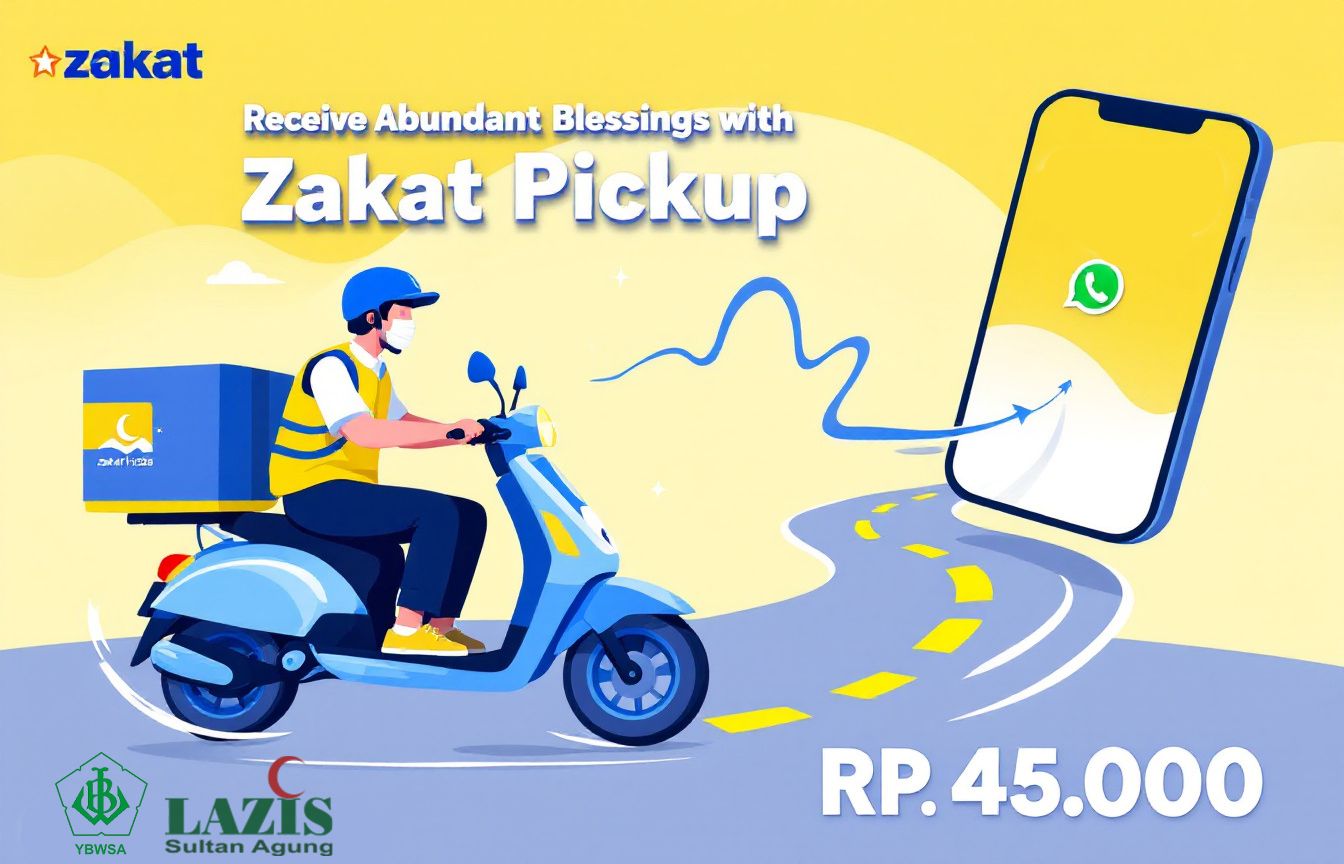 zakat
Receive Abundant Blessings with
Zakat Pickup
RP. 45.000
YBWSA
LAZIS
Sultan Agung